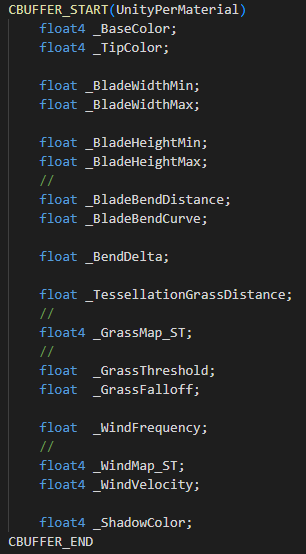 CBUFFER_START(UnityPerMaterial)
float4 _BaseColor;
float4 _TipColor;
float _BladeWidthMin;
float _BladeWidthMax;
float _BladeHeightMin;
float _BladeHeightMax;
//
float _BladeBendDistance;
float _BladeBendCurve;
float _BendDelta;
float _TessellationGrassDistance;
//
float4 _GrassMap_ST;
//
float  _GrassThreshold;
float  _GrassFalloff;
float  _WindFrequency;
//
float4 _WindMap_ST;
float4 _WindVelocity;
float4 _ShadowColor;
CBUFFER_END